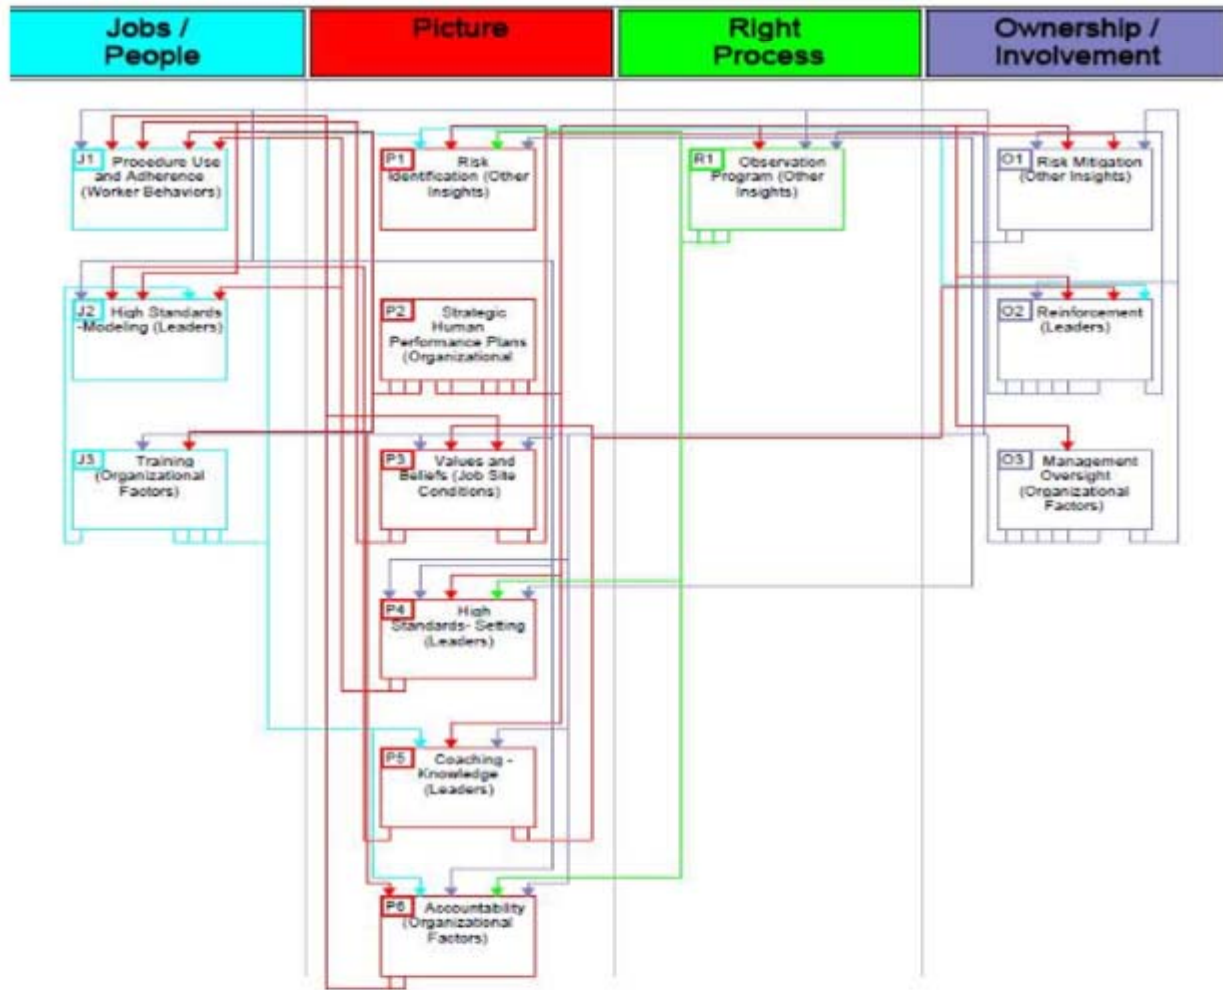 Jobs /
People
Picture
Right
Process
Ownership /
Involvement
J1 Procedure Use
and Adherence
(Worker Behaviors)
P1 Risk
Identification (Other
Insights)
R1 Observation
Program (Other
Insights)
O1 Risk Mitigation
(Other Insights)
J2 High Standards
-Modeling (Leaders)
P2 Strategic
Human
Performance Plans
(Organizational
O2 Reinforcement
(Leaders)
J3 Training
(Organizational
Factors)
P3 Values and
Beliefs (Job Site
Conditions)
O3 Management
Oversight
(Organizational
Factors)
P4 High
Standards- Setting
(Leaders)
P5 Coaching -
Knowledge
(Leaders)
P6 Accountability
(Organizational
Factors)